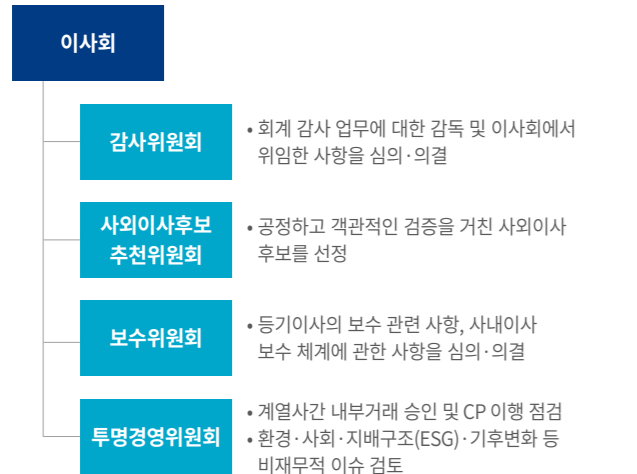 이사회
감사위원회
• 회계 감사 업무에 대한 감독 및 이사회에서
위임한 사항을 심의·의결
사외이사후보
추천위원회
• 공정하고 객관적인 검증을 거친 사외이사
후보를 선정
보수위원회
• 등기이사의 보수 관련 사항, 사내이사
보수 체계에 관한 사항을 심의·의결
투명경영위원회
• 계열사간 내부거래 승인 및 CP 이행 점검
• 환경·사회·지배구조(ESG)·기후변화 등
비재무적 이슈 검토